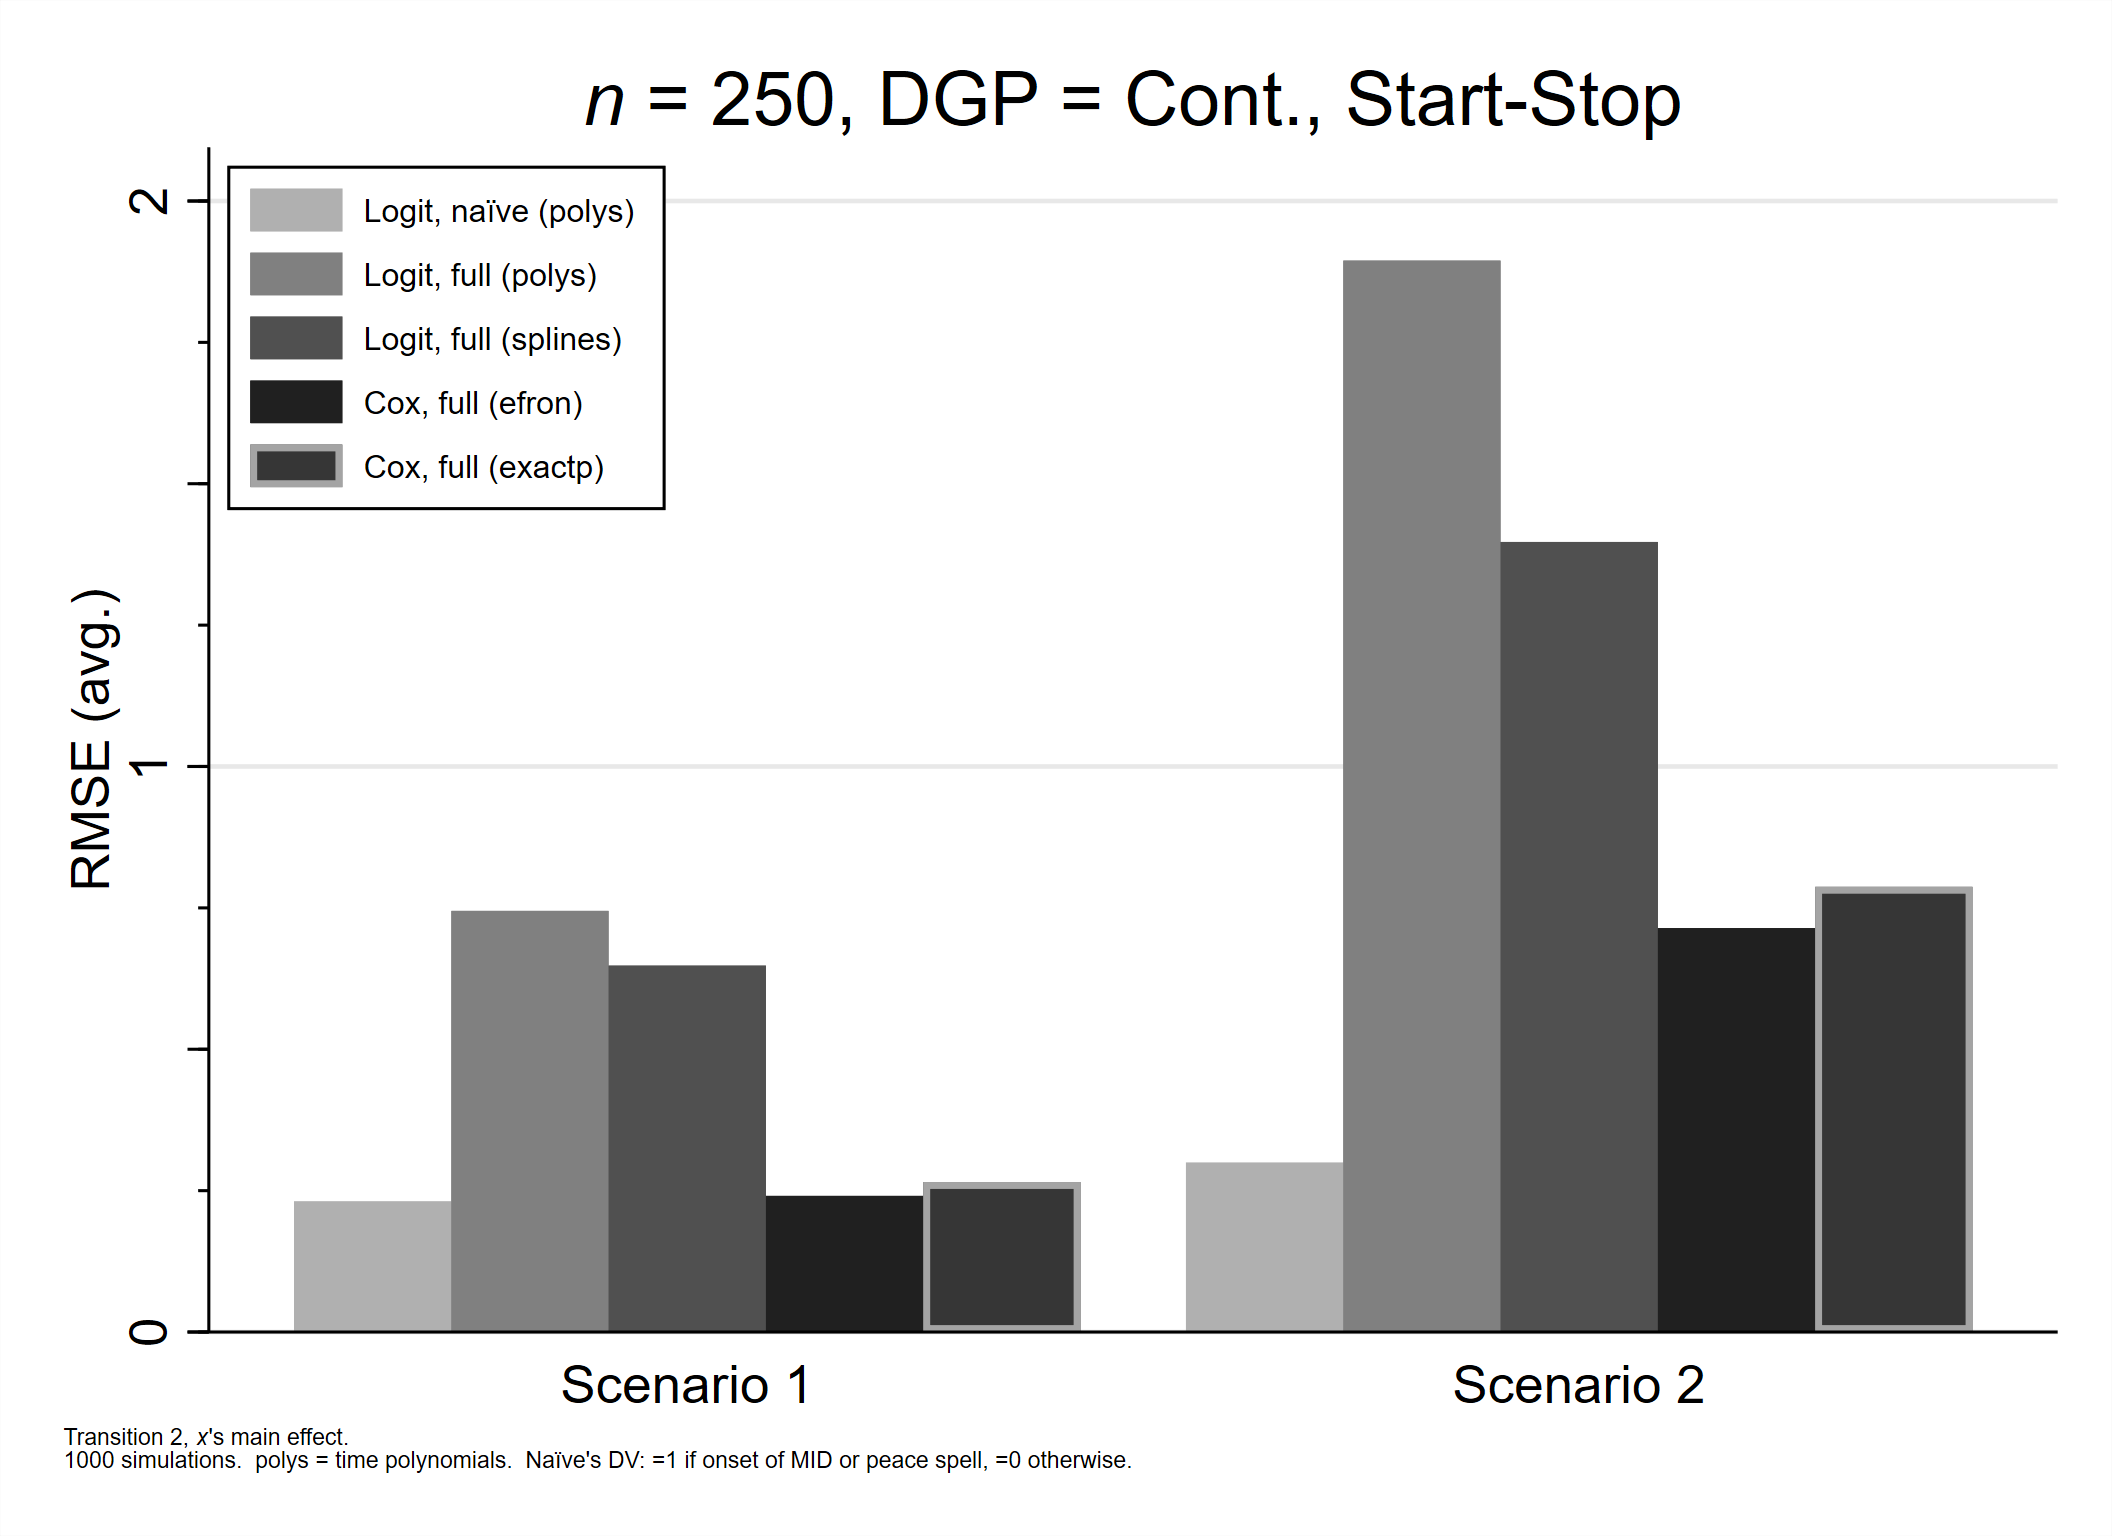 n = 250, DGP = Cont., Start-Stop
Logit, naïve (polys)
Logit, full (polys)
Logit, full (splines)
Cox, full (efron)
Cox, full (exactp)
RMSE (avg.)
2
1
0
Scenario 1
Scenario 2
Transition 2, x's main effect.
1000 simulations.  polys = time polynomials.  Naïve's DV: =1 if onset of MID or peace spell, =0 otherwise.